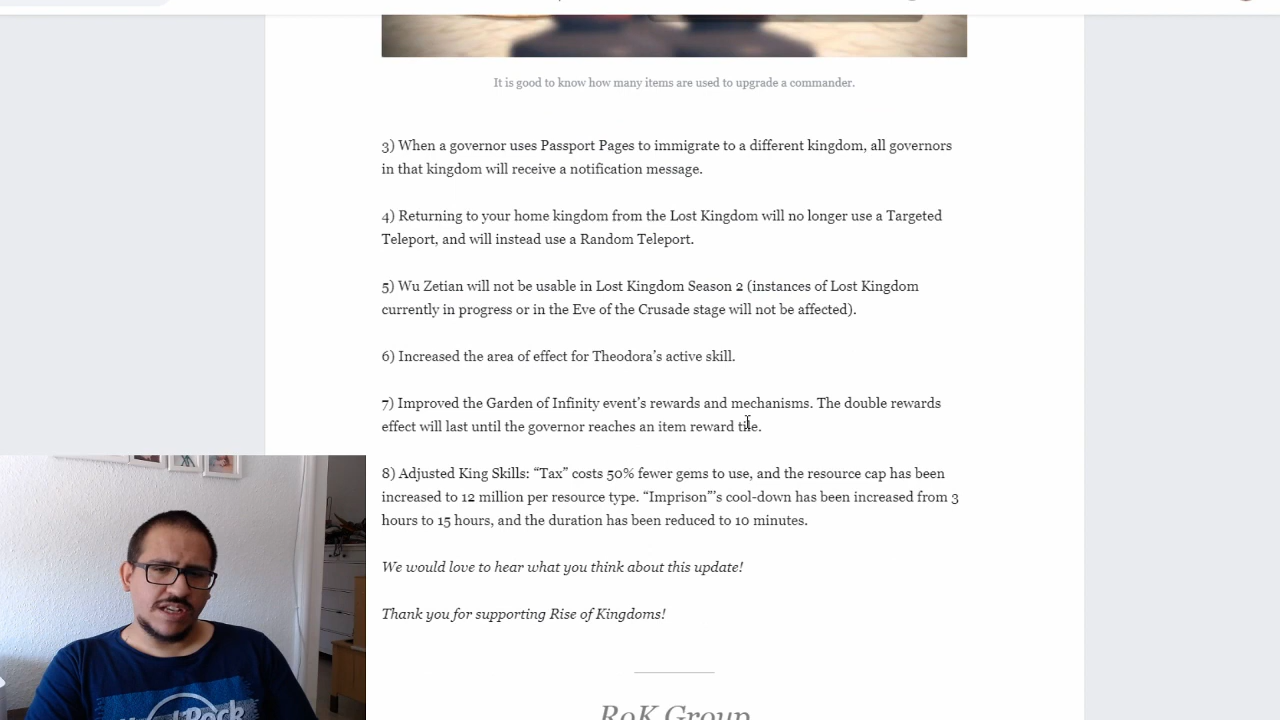 It is good to know how many items are used to upgrade a commander.
3) When a governor uses Passport Pages to immigrate to a different kingdom, all governors
in that kingdom will receive a notification message.
4) Returning to your home kingdom from the Lost Kingdom will no longer use a Targeted
Teleport, and will instead use a Random Teleport.
5) Wu Zetian will not be usable in Lost Kingdom Season 2 (instances of Lost Kingdom
currently in progress or in the Eve of the Crusade stage will not be affected).
6) Increased the area of effect for Theodora’s active skill.
7) Improved the Garden of Infinity event’s rewards and mechanisms. The double rewards
effect will last until the governor reaches an item reward tile.
8) Adjusted King Skills: “Tax” costs 50% fewer gems to use, and the resource cap has been
increased to 12 million per resource type. “Imprison”’s cool-down has been increased from 3
hours to 15 hours, and the duration has been reduced to 10 minutes.
We would love to hear what you think about this update!
Thank you for supporting Rise of Kingdoms!
RoK Group
Hard Rock